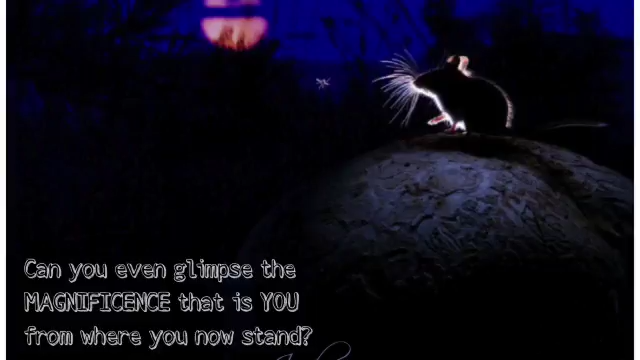 Can you even glimpse the
MAGNIFICENCE that is YOU
from where you now stand?